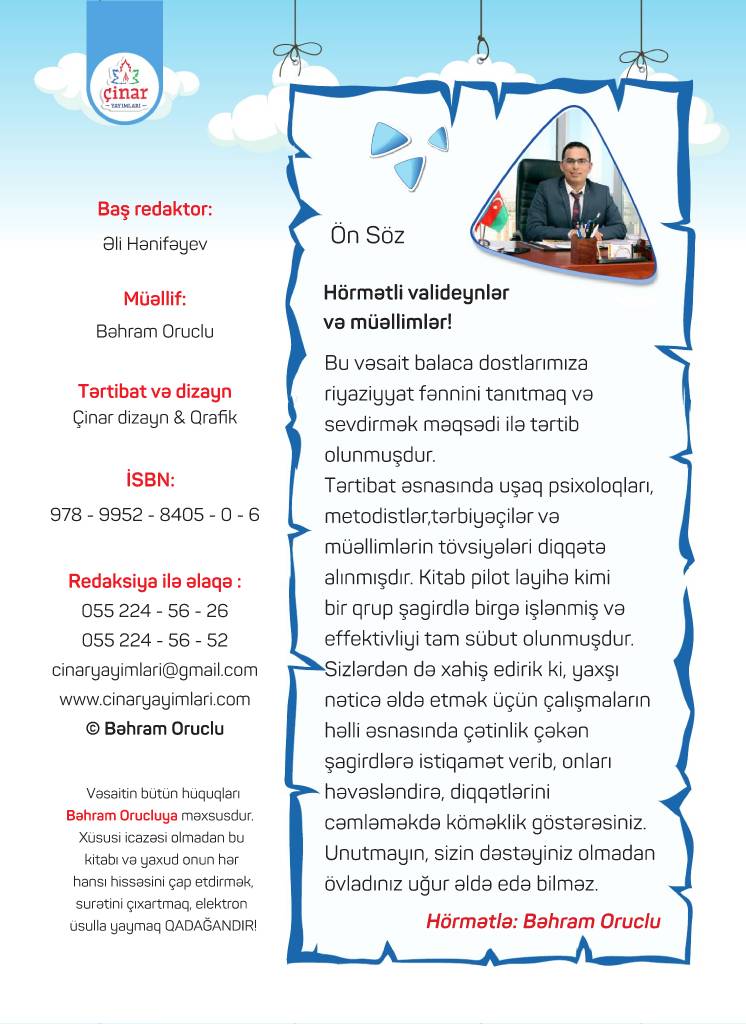 çinar
YAYIMLARI
Baş redaktor:
Əli Hənifəyev
Müəllif:
Bəhram Oruclu
Tərtibat və dizayn
Çinar dizayn & Qrafik
İSBN:
978 - 9952 - 8405 - 0 - 6
Redaksiya ilə əlaqə :
055 224 - 56 - 26
055 224 - 56 - 52
cinaryayimlari@gmail.com
www.cinaryayimlari.com
© Bəhram Oruclu
Vəsaitin bütün hüquqları
Bəhram Orucluya məxsusdur.
Xüsusi icazəsi olmadan bu
kitabı və yaxud onun hər
hansı hissəsini çap etdirmək,
surətini çıxartmaq, elektron
üsulla yaymaq QADAĞANDIR!
Ön Söz
Hörmətli valideynlər
və müəllimlər!
Bu vəsait balaca dostlarımıza
riyaziyyat fənnini tanıtmaq və
sevdirmək məqsədi ilə tərtib
olunmuşdur.
Tərtibat əsnasında uşaq psixoloqları,
metodistlər,tərbiyəçilər və
müəllimlərin tövsiyələri diqqətə
alınmışdır. Kitab pilot layihə kimi
bir qrup şagirdlə birgə işlənmiş və
effektivliyi tam sübut olunmuşdur.
Sizlərdən də xahiş edirik ki, yaxşı
nəticə əldə etmək üçün çalışmaların
həlli əsnasında çətinlik çəkən
şagirdlərə istiqamət verib, onları
həvəsləndirə, diqqətlərini
cəmləməkdə köməklik göstərəsiniz.
Unutmayın, sizin dəstəyiniz olmadan
övladınız uğur əldə edə bilməz.
Hörmətlə: Bəhram Oruclu